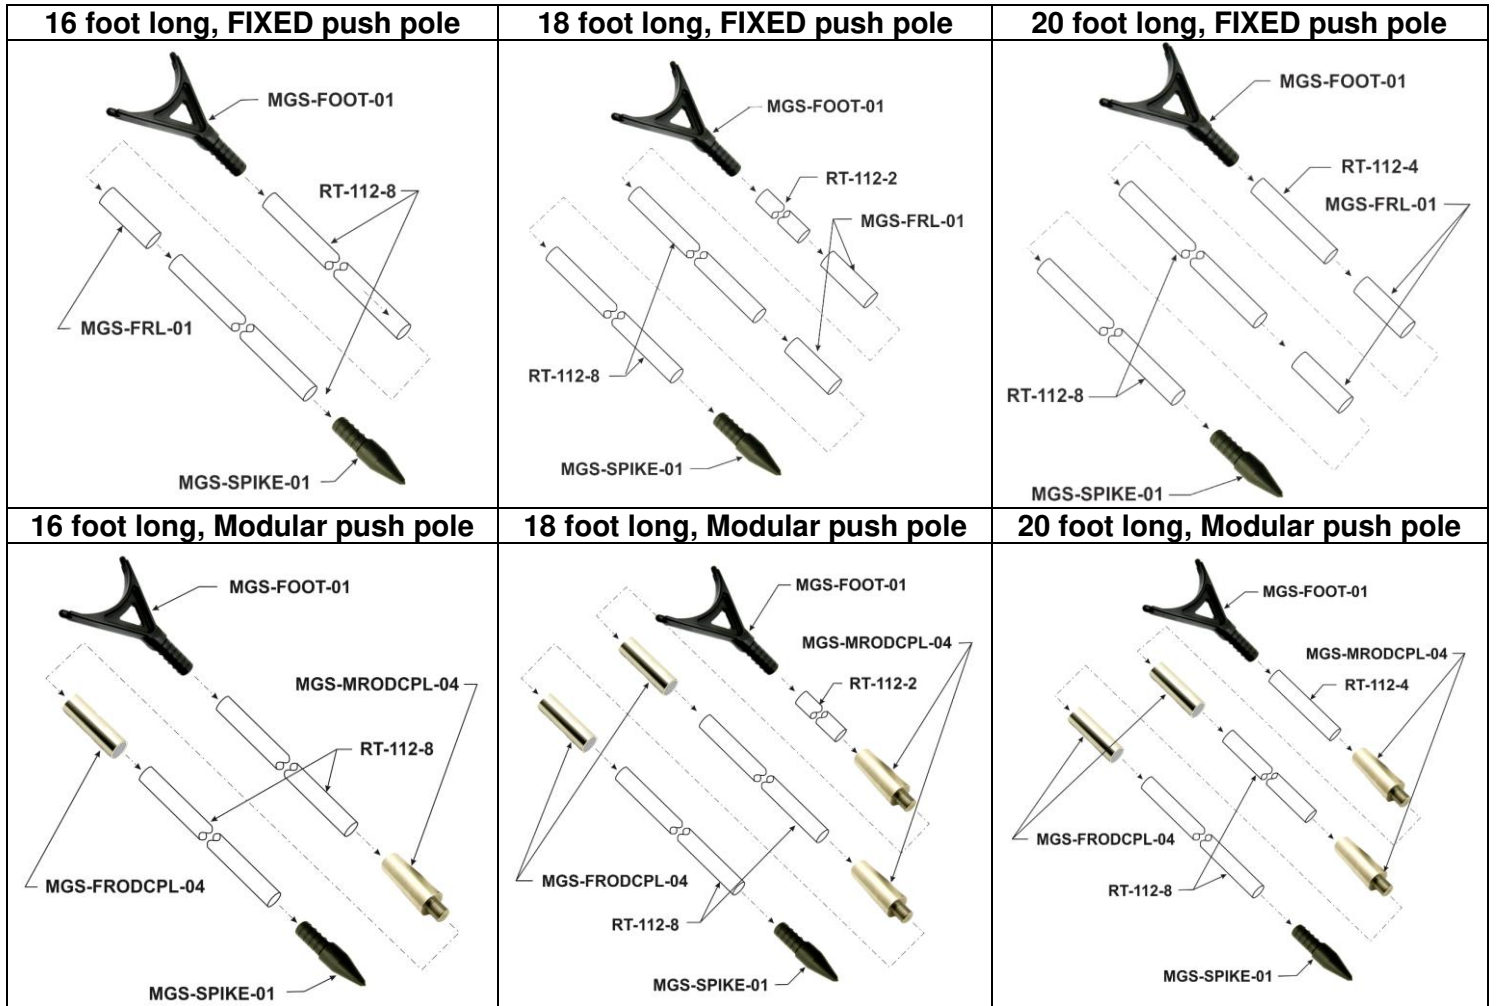 16 foot long, FIXED push pole
MGS-FOOT-01
RT-112-8
MGS-FRL-01
MGS-SPIKE-01
18 foot long, FIXED push pole
MGS-FOOT-01
RT-112-2
MGS-FRL-01
RT-112-8
MGS-SPIKE-01
20 foot long, FIXED push pole
MGS-FOOT-01
RT-112-4
MGS-FRL-01
RT-112-8
MGS-SPIKE-01
16 foot long, Modular push pole
MGS-FOOT-01
MGS-MRODCPL-04
RT-112-8
MGS-FRODCPL-04
MGS-SPIKE-01
18 foot long, Modular push pole
MGS-FOOT-01
MGS-MRODCPL-04
RT-112-2
MGS-FRODCPL-04
RT-112-8
MGS-SPIKE-01
20 foot long, Modular push pole
MGS-FOOT-01
MGS-MRODCPL-04
RT-112-4
MGS-FRODCPL-04
RT-112-8
MGS-SPIKE-01